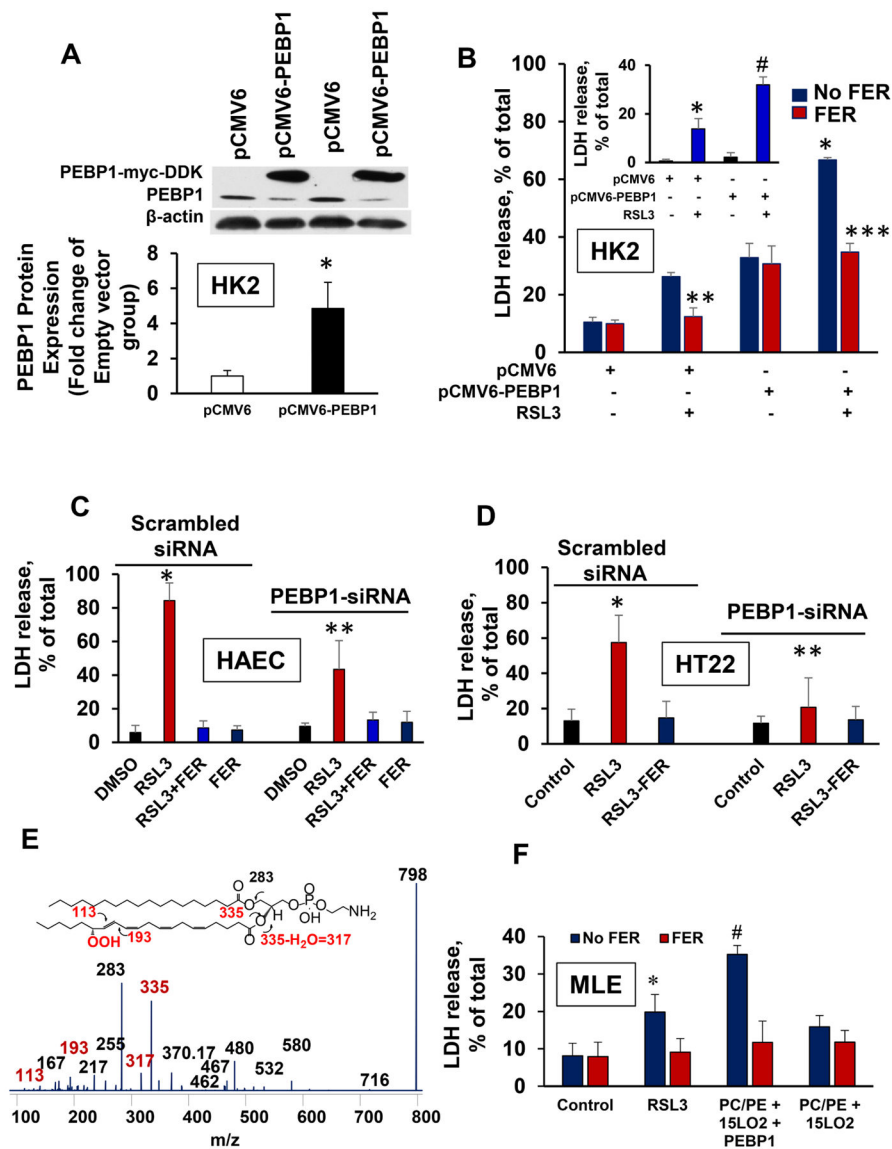 A
pCMV6
pCMV6-PEBP1
pCMV6
pCMV6-PEBP1
PEBP1-myc-DDK
PEBP1
β-actin
PEBP1 Protein
Expression
(Fold change of
Empty vector
group)
8
6
4
2
0
HK2
*
pCMV6
pCMV6-PEBP1
B
LDH release, % of total
100
80
60
40
20
0
LDH release,
% of total
40
20
0
*
#
pCMV6 + + - -
pCMV6-PEBP1 - - + +
RSL3 - + - +
No FER
FER
HK2
**
*
***
pCMV6 + + - -
pCMV6-PEBP1 - - + +
RSL3 - + - +
C
Scrambled
siRNA
PEBP1-siRNA
LDH release,
% of total
100
80
60
40
20
0
*
**
HAEC
DMSO
RSL3
RSL3+FER
FER
DMSO
RSL3
RSL3+FER
FER
D
Scrambled
siRNA
PEBP1-siRNA
LDH release,
% of total
100
80
60
40
20
0
*
**
HT22
Control
RSL3
RSL3-FER
Control
RSL3
RSL3-FER
E
283
O
O
O
O
H
O
P
OH
O
NH₂
113
335
193
OOH
335-H₂O=317
798
283
335
255
193
167
113
217
317
370.17
467
462
480
532
580
716
100 200 300 400 500 600 700 800
m/z
F
LDH release,
% of total
40
30
20
10
0
No FER
FER
MLE
*
#
Control
RSL3
PC/PE +
15LO2 +
PEBP1
PC/PE +
15LO2